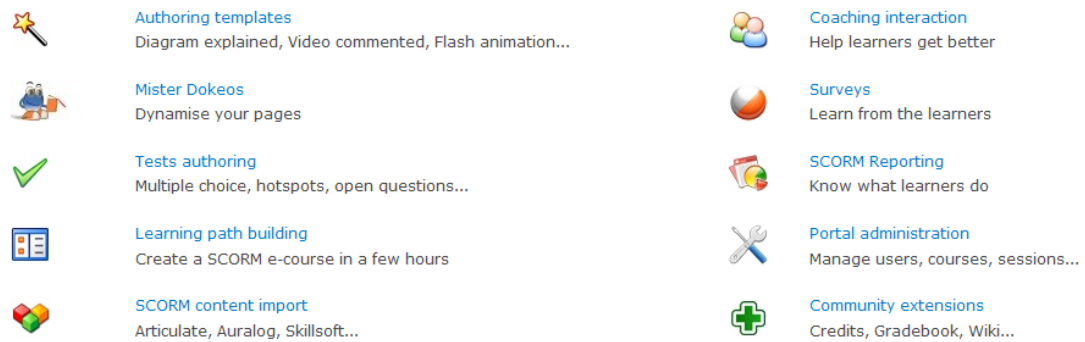 Authoring templates
Diagram explained, Video commented, Flash animation...
Mister Dokeos
Dynamise your pages
Tests authoring
Multiple choice, hotspots, open questions...
Learning path building
Create a SCORM e-course in a few hours
SCORM content import
Articulate, Auralog, Skillsoft...
Coaching interaction
Help learners get better
Surveys
Learn from the learners
SCORM Reporting
Know what learners do
Portal administration
Manage users, courses, sessions...
Community extensions
Credits, Gradebook, Wiki...